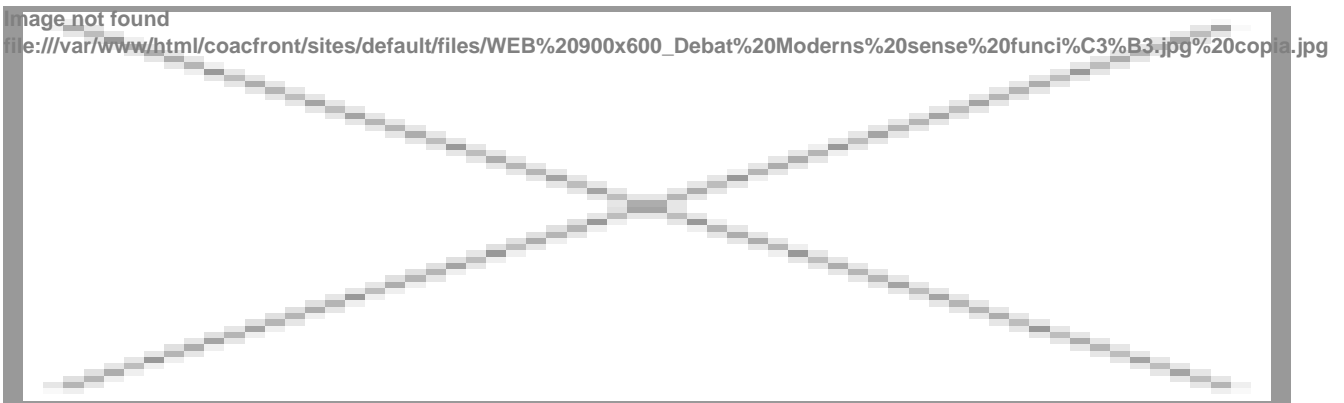 Image not found
file:///var/www/html/coacfront/sites/default/files/WEB%20900x600_Debat%20Moderns%20sense%20funci%C3%B3.jpg%20copia.jpg